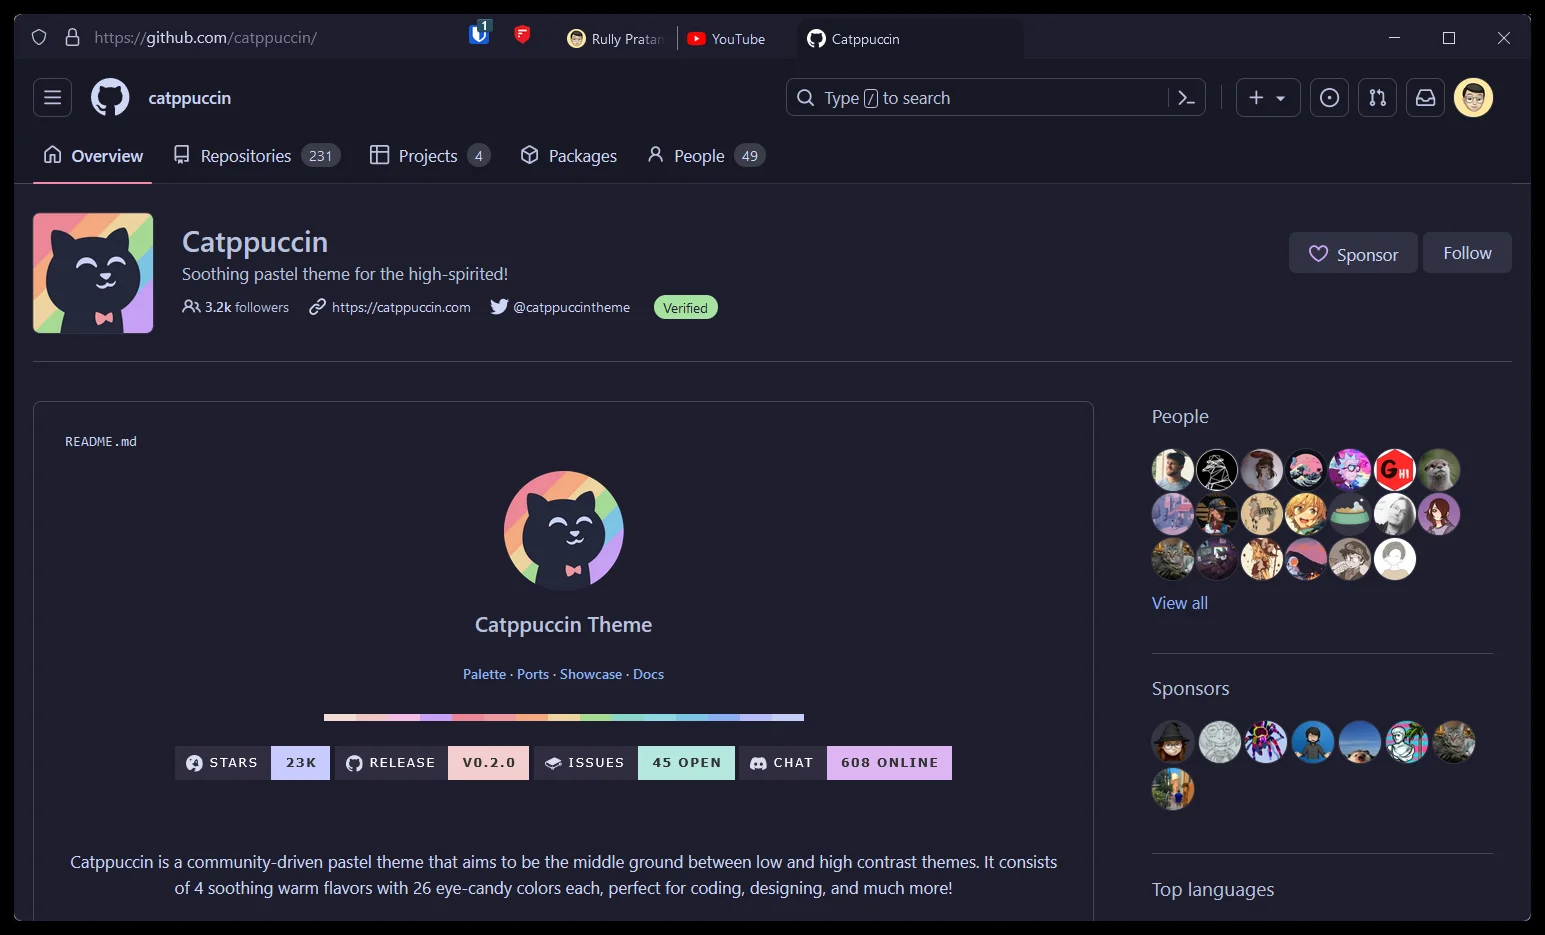 https://github.com/catppuccin/
1
Rully Pratan
YouTube
Catppuccin
catppuccin
Type / to search
Overview
Repositories 231
Projects 4
Packages
People 49
Catppuccin
Soothing pastel theme for the high-spirited!
3.2k followers
https://catppuccin.com
@catppuccintheme
Verified
Sponsor
Follow
README.md
Catppuccin Theme
Palette · Ports · Showcase · Docs
STARS 23K
RELEASE V0.2.0
ISSUES 45 OPEN
CHAT 608 ONLINE
Catppuccin is a community-driven pastel theme that aims to be the middle ground between low and high contrast themes. It consists
of 4 soothing warm flavors with 26 eye-candy colors each, perfect for coding, designing, and much more!
People
GHI
View all
Sponsors
Top languages